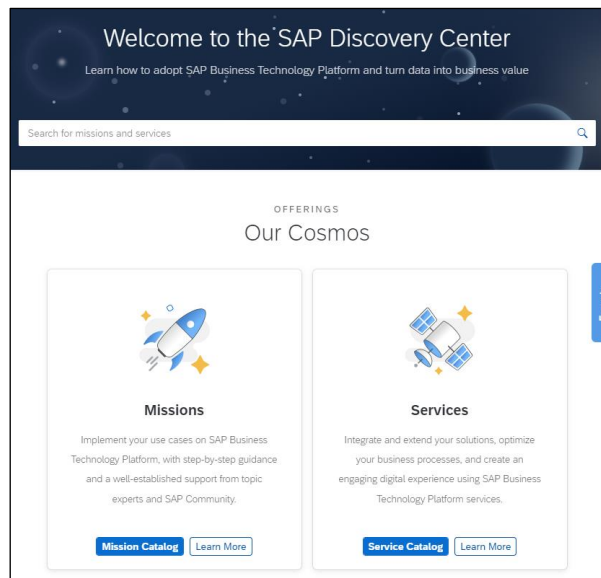 Welcome to the SAP Discovery Center
Learn how to adopt SAP Business Technology Platform and turn data into business value
Search for missions and services
OFFERINGS
Our Cosmos
Missions
Implement your use cases on SAP Business
Technology Platform, with step-by-step guidance
and a well-established support from topic
experts and SAP Community.
Mission Catalog
Learn More
Services
Integrate and extend your solutions, optimize
your business processes, and create an
engaging digital experience using SAP Business
Technology Platform services.
Service Catalog
Learn More